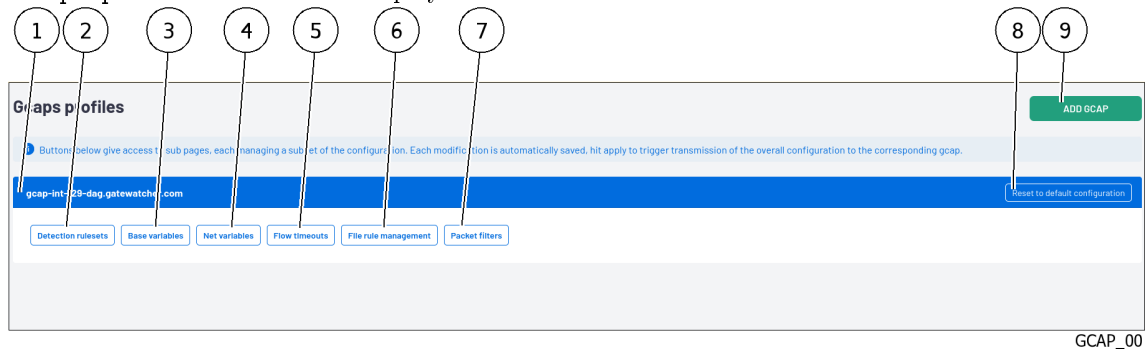 1 2 3 4 5 6 7 8 9
Gcaps profiles
ADD GCAP
Buttons below give access to sub pages, each managing a subset of the configuration. Each modification is automatically saved, hit apply to trigger transmission of the overall configuration to the corresponding gcap.
Reset to default configuration
Detection rulesets Base variables Net variables Flow timeouts File rule management Packet filters
GCAP_00